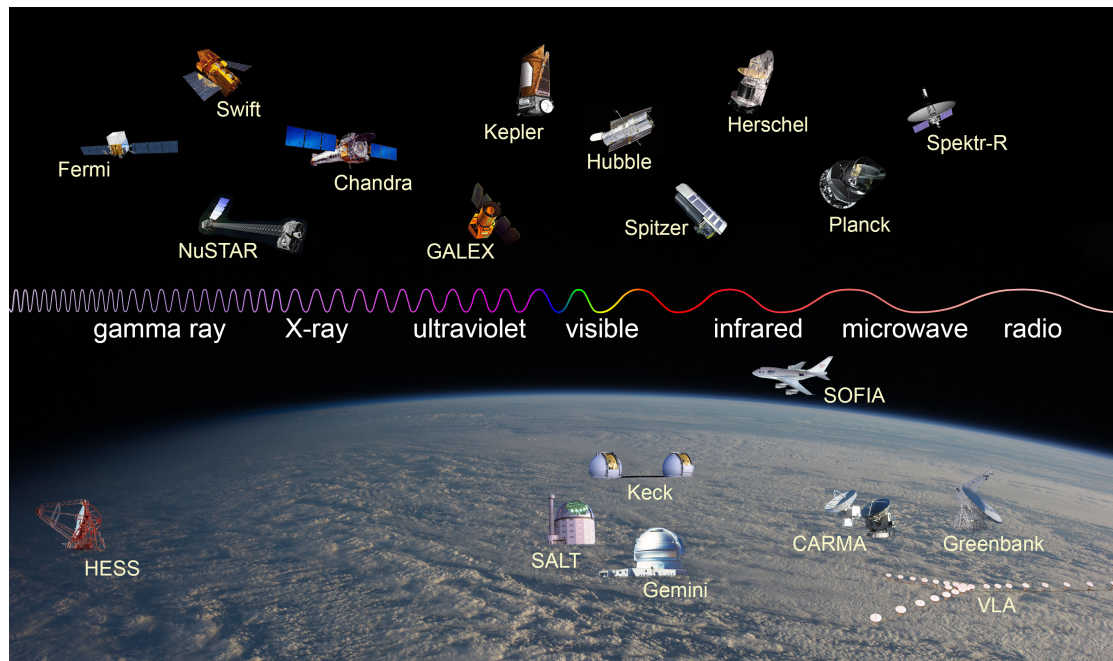 Swift
Kepler
Herschel
Spektr-R
Fermi
Chandra
Hubble
NuSTAR
GALEX
Spitzer
Planck
gamma ray
X-ray
ultraviolet
visible
infrared
microwave
radio
SOFIA
Keck
HESS
SALT
Gemini
CARMA
Greenbank
VLA